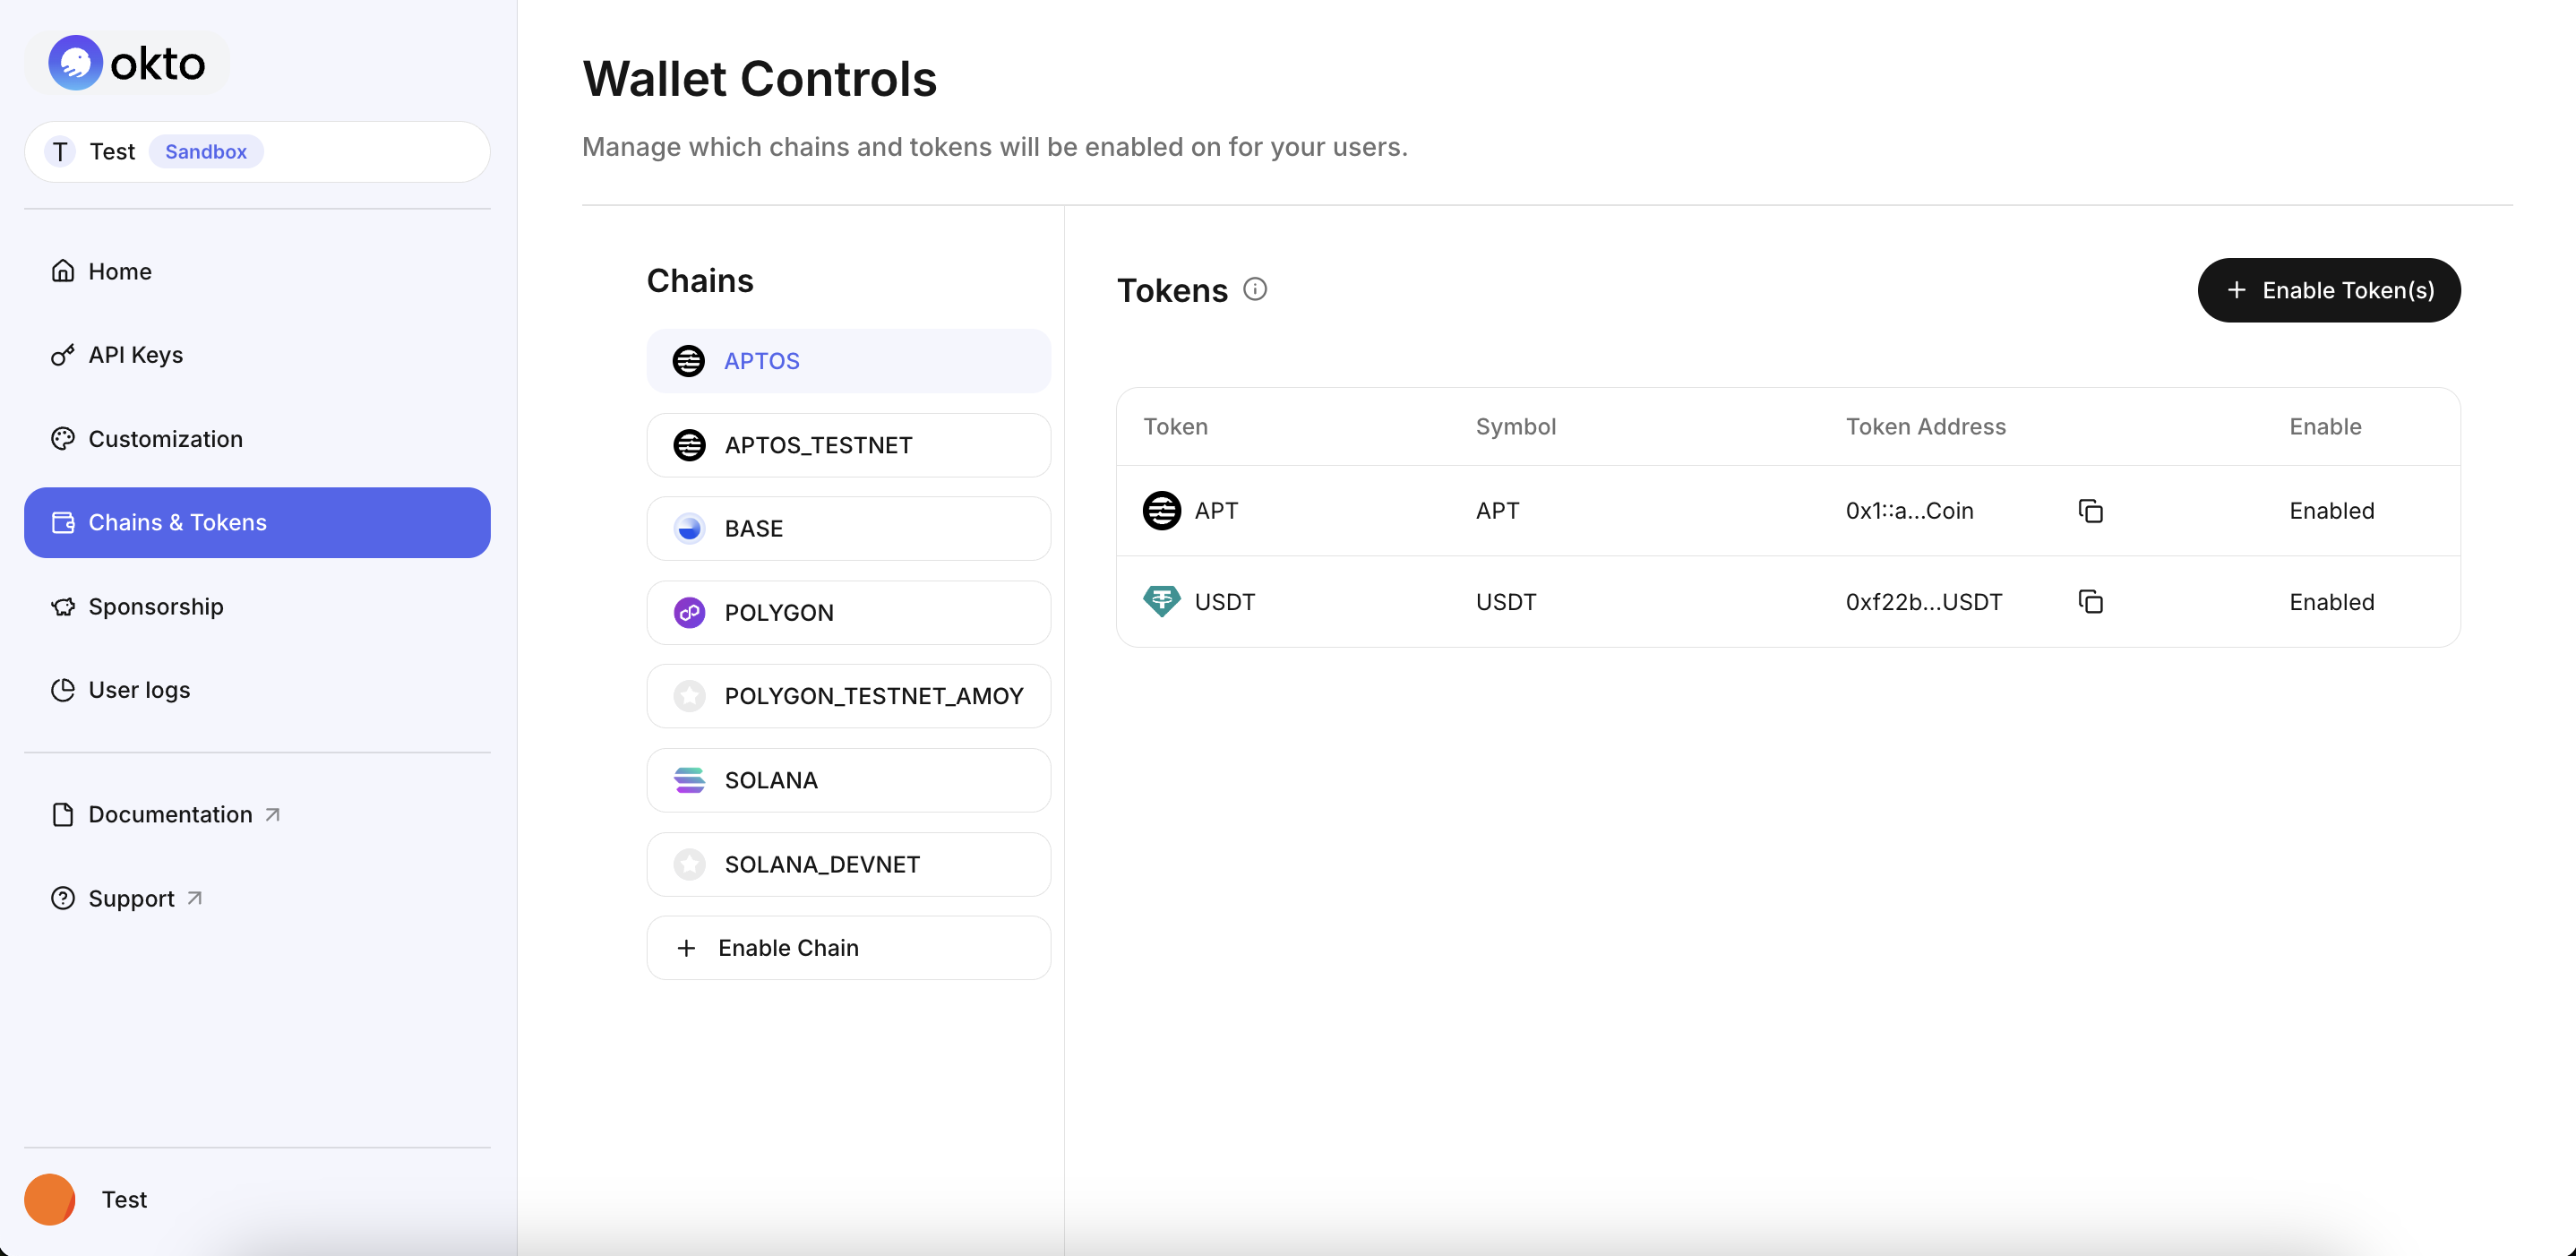 okto
T Test Sandbox
Home
API Keys
Customization
Chains & Tokens
Sponsorship
User logs
Documentation
Support
Test
Wallet Controls
Manage which chains and tokens will be enabled on for your users.
Chains
APTOS
APTOS_TESTNET
BASE
POLYGON
POLYGON_TESTNET_AMOY
SOLANA
SOLANA_DEVNET
+ Enable Chain
Tokens
+ Enable Token(s)
Token Symbol Token Address Enable
APT APT 0x1::a...Coin Enabled
USDT USDT 0xf22b...USDT Enabled